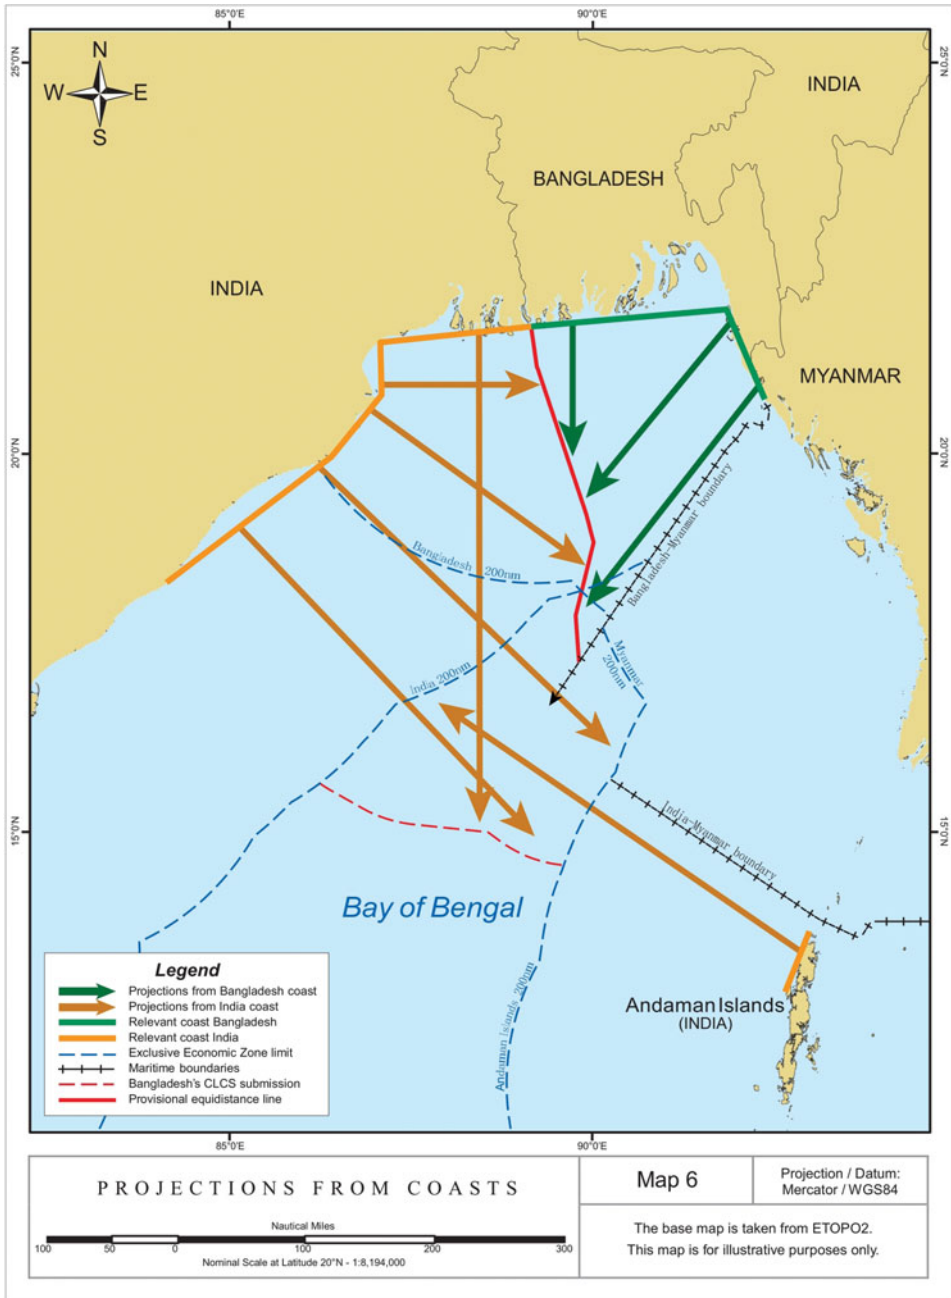 85°0'E
90°0'E
25°0'N
25°0'N
N
W E
S
INDIA
BANGLADESH
INDIA
MYANMAR
20°0'N
20°0'N
Bangladesh 200nm
Bangladesh-Myanmar boundary
India 200nm
Myanmar
200nm
15°0'N
15°0'N
India-Myanmar boundary
Bay of Bengal
Andaman Islands 200nm
Andaman Islands
(INDIA)
Legend
Projections from Bangladesh coast
Projections from India coast
Relevant coast Bangladesh
Relevant coast India
Exclusive Economic Zone limit
Maritime boundaries
Bangladesh's CLCS submission
Provisional equidistance line
85°0'E
90°0'E
PROJECTIONS FROM COASTS
Nautical Miles
100 50 0 100 200 300
Nominal Scale at Latitude 20°N - 1:8,194,000
Map 6
Projection / Datum:
Mercator / WGS84
The base map is taken from ETOPO2.
This map is for illustrative purposes only.